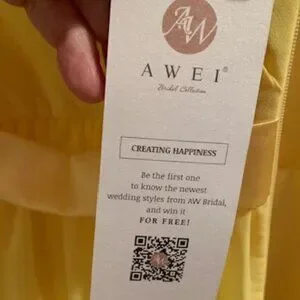 AW
AWEI®
Bridal Collection
CREATING HAPPINESS
Be the first one
to know the newest
wedding styles from AW Bridal,
and win it
FOR FREE!